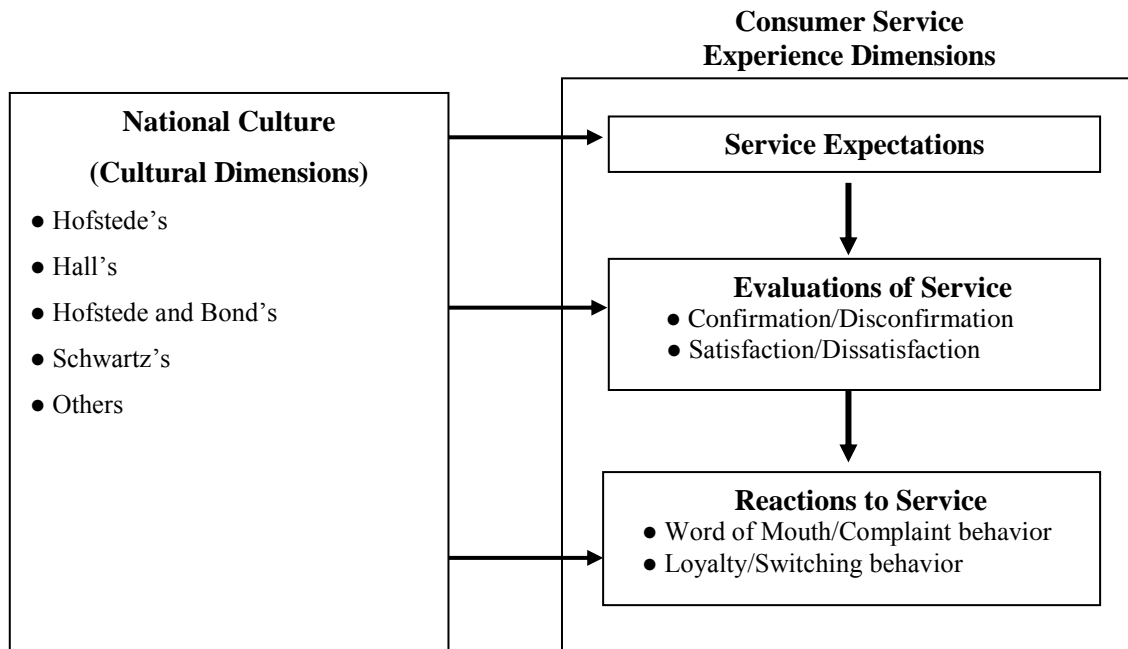 Consumer Service
Experience Dimensions
National Culture
(Cultural Dimensions)
● Hofstede’s
● Hall’s
● Hofstede and Bond’s
● Schwartz’s
● Others
Service Expectations
Evaluations of Service
● Confirmation/Disconfirmation
● Satisfaction/Dissatisfaction
Reactions to Service
● Word of Mouth/Complaint behavior
● Loyalty/Switching behavior